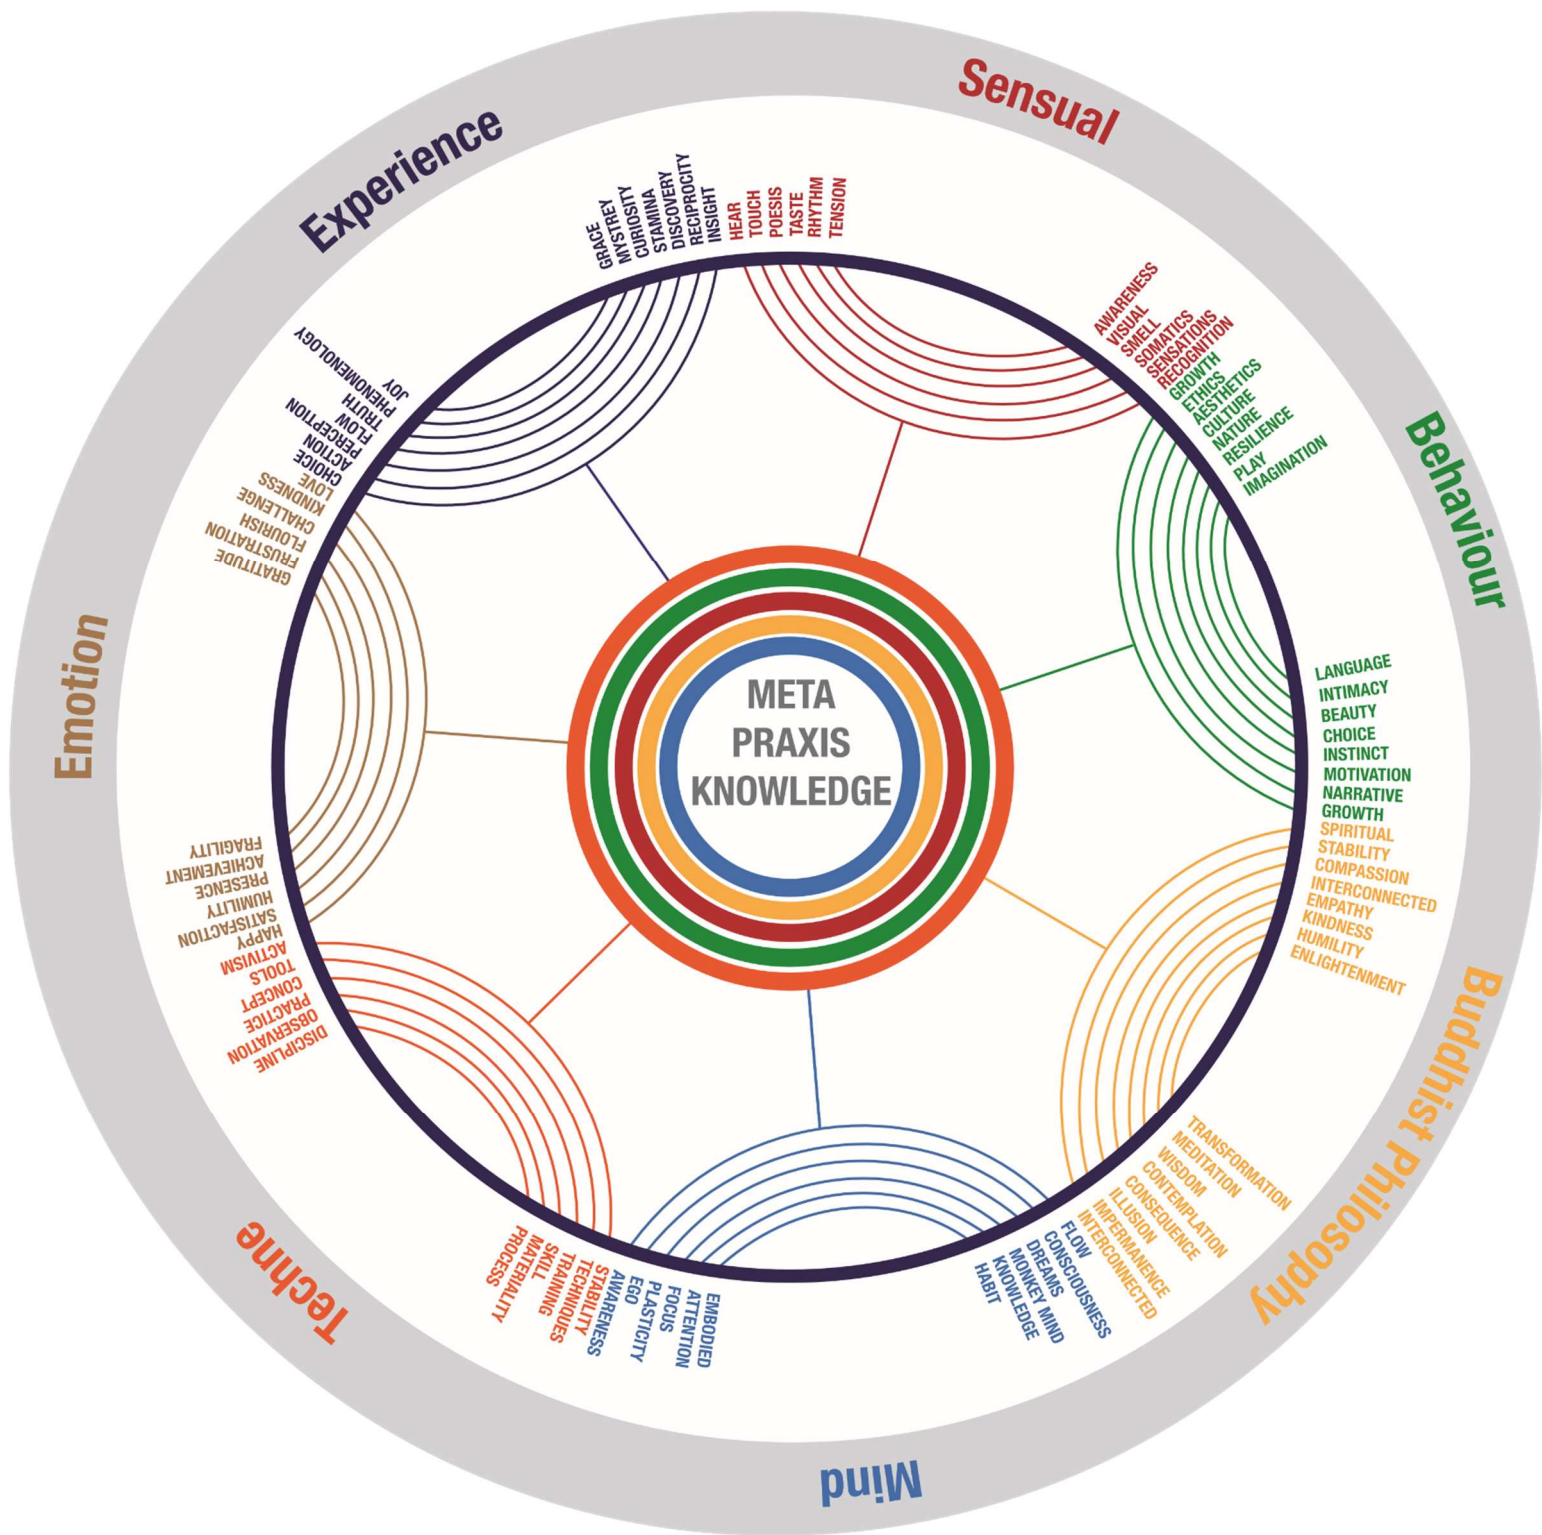 Sensual
HEAR
TOUCH
POESIS
TASTE
RHYTHM
TENSION
AWARENESS
VISUAL
SMELL
SOMATICS
SENSATIONS
RECOGNITION
Behaviour
GROWTH
ETHICS
AESTHETICS
CULTURE
NATURE
RESILIENCE
PLAY
IMAGINATION
LANGUAGE
INTIMACY
BEAUTY
CHOICE
INSTINCT
MOTIVATION
NARRATIVE
GROWTH
Buddhist Philosophy
SPIRITUAL
STABILITY
COMPASSION
INTERCONNECTED
EMPATHY
KINDNESS
HUMILITY
ENLIGHTENMENT
TRANSFORMATION
MEDITATION
WISDOM
CONTEMPLATION
CONSEQUENCE
ILLUSION
IMPERMANENCE
INTERCONNECTED
Mind
FLOW
CONSCIOUSNESS
DREAMS
MONKEY MIND
KNOWLEDGE
HABIT
EMBODIED
ATTENTION
FOCUS
PLASTICITY
EGO
AWARENESS
Techne
STABILITY
TECHNIQUES
TRAINING
SKILL
MATERIALITY
PROCESS
DISCIPLINE
OBSERVATION
PRACTICE
CONCEPT
TOOLS
ACTIVISM
Emotion
HAPPY
SATISFACTION
HUMILITY
PRESENCE
ACHIEVEMENT
FRAGILITY
GRATITUDE
FRUSTRATION
FLOURISH
CHALLENGE
KINDNESS
LOVE
Experience
CHOICE
ACTION
PERCEPTION
FLOW
TRUTH
PHENOMENOLOGY
JOY
GRACE
MYSTREY
CURIOSITY
STAMINA
DISCOVERY
RECIPROCITY
INSIGHT
META
PRAXIS
KNOWLEDGE